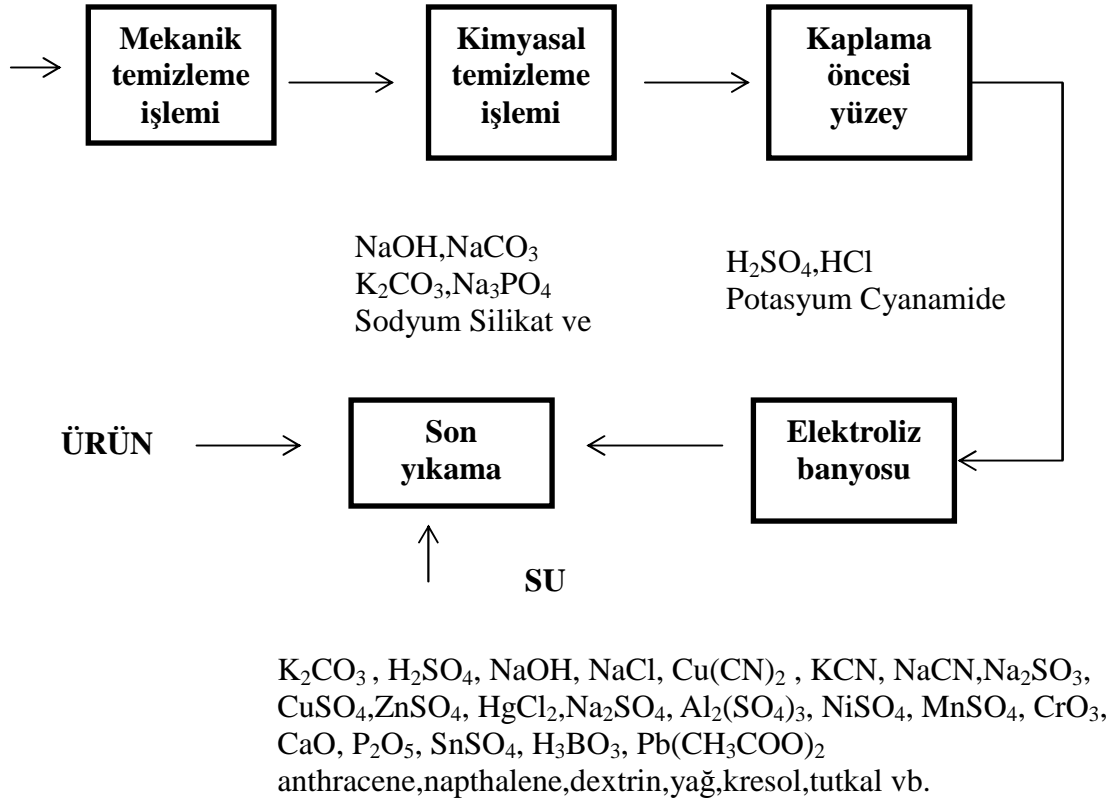 Mekanik
temizleme
işlemi
Kimyasal
temizleme
işlemi
Kaplama
öncesi
yüzey
NaOH,NaCO₃
K₂CO₃,Na₃PO₄
Sodyum Silikat ve
H₂SO₄,HCl
Potasyum Cyanamide
ÜRÜN
Son
yıkama
Elektroliz
banyosu
SU
K₂CO₃ , H₂SO₄, NaOH, NaCl, Cu(CN)₂ , KCN, NaCN,Na₂SO₃,
CuSO₄,ZnSO₄, HgCl₂,Na₂SO₄, Al₂(SO₄)₃, NiSO₄, MnSO₄, CrO₃,
CaO, P₂O₅, SnSO₄, H₃BO₃, Pb(CH₃COO)₂
anthracene,napthalene,dextrin,yağ,kresol,tutkal vb.